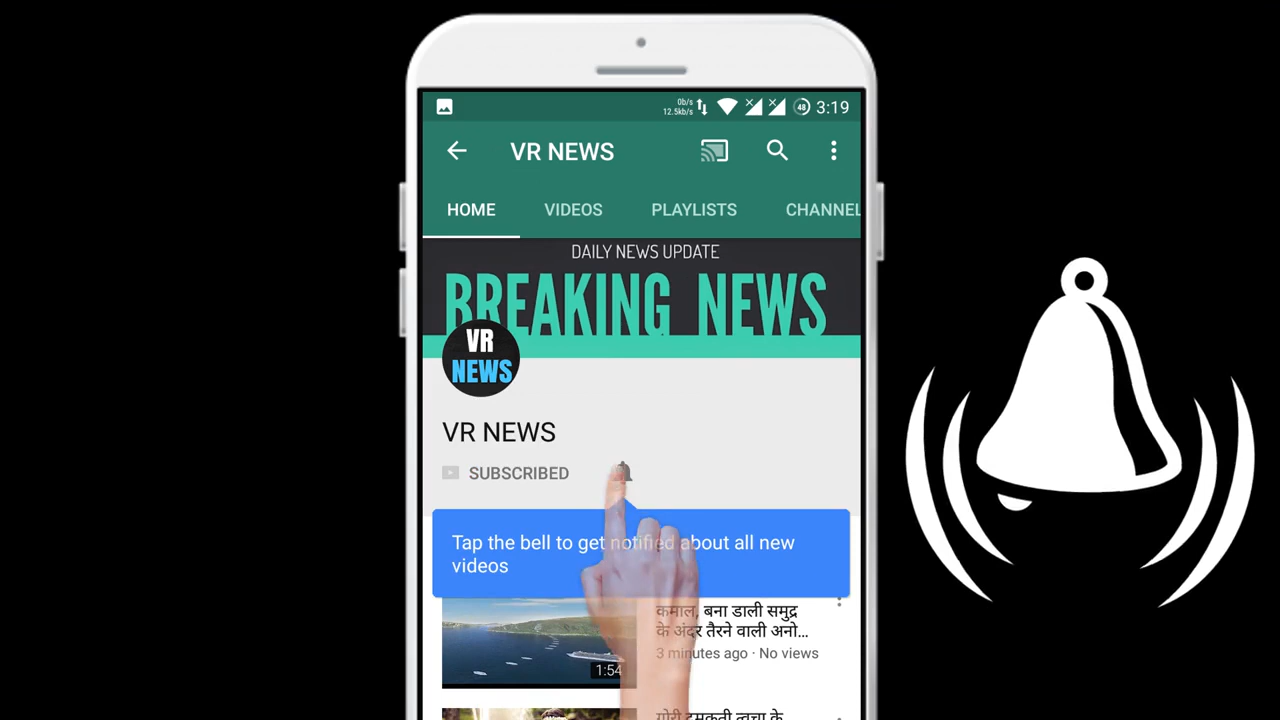 0b/s
12.5kb/s
48
3:19
VR NEWS
HOME VIDEOS PLAYLISTS CHANNEL
DAILY NEWS UPDATE
BREAKING NEWS
VR
NEWS
VR NEWS
SUBSCRIBED
Tap the bell to get notified about all new
videos
कमाल, बना डाली समुद्र
के अंदर तैरने वाली अनो...
3 minutes ago · No views
1:54
गोरी दमकती त्वचा के